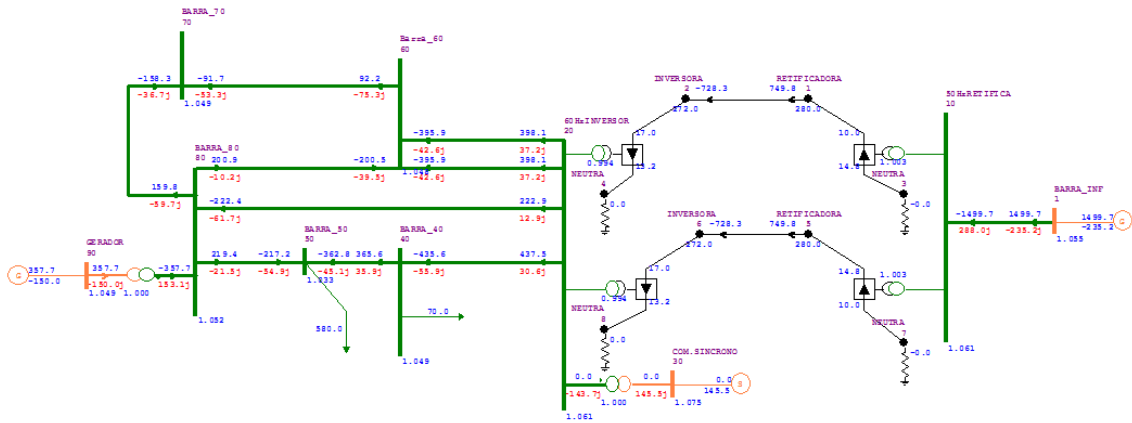 BARRA_70
70
-158.3
-36.7j
-91.7
-53.3j
1.049
92.2
-75.3j
Barra_60
60
-395.9
-42.6j
398.1
37.2j
-395.9
-42.6j
398.1
37.2j
BARRA_80
80
200.9
-10.2j
-200.5
-39.5j
159.8
-59.7j
-222.4
-61.7j
222.9
12.9j
GERADOR
90
G
357.7
-150.0
357.7
-150.0j
1.049
1.000
-357.7
153.1j
1.052
219.4
-21.5j
-217.2
-54.9j
BARRA_50
50
-362.8
-45.1j
1.033
365.6
35.9j
BARRA_40
40
-435.6
-55.9j
437.5
30.6j
580.0
70.0
1.049
60HzINVERSOR
20
0.994
17.0
13.2
NEUTRA
4
0.0
INVERSORA
2
-728.3
272.0
RETIFICADORA
1
749.8
280.0
10.0
14.8
1.003
NEUTRA
3
-0.0
50HzRETIFICA
10
INVERSORA
6
-728.3
272.0
RETIFICADORA
5
749.8
280.0
17.0
0.994
13.2
8
0.0
14.8
10.0
1.003
NEUTRA
7
-0.0
1.061
-1499.7
288.0j
1499.7
-235.2j
BARRA_INF
1
1.055
1499.7
-235.2
G
0.0
-143.7j
1.000
0.0
145.5j
COM.SINCRONO
30
1.075
0.0
145.5
S
1.061